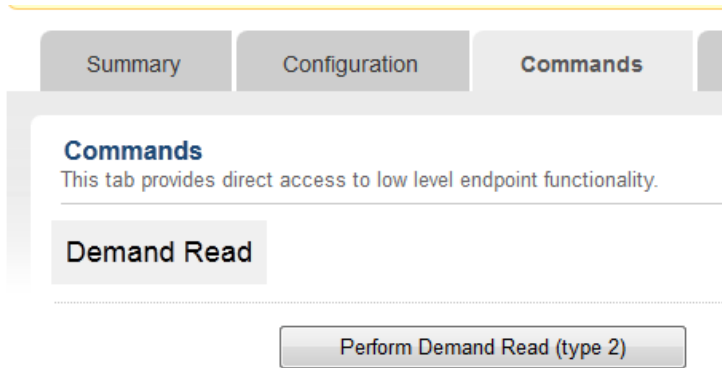 Summary Configuration Commands
Commands
This tab provides direct access to low level endpoint functionality.
Demand Read
Perform Demand Read (type 2)